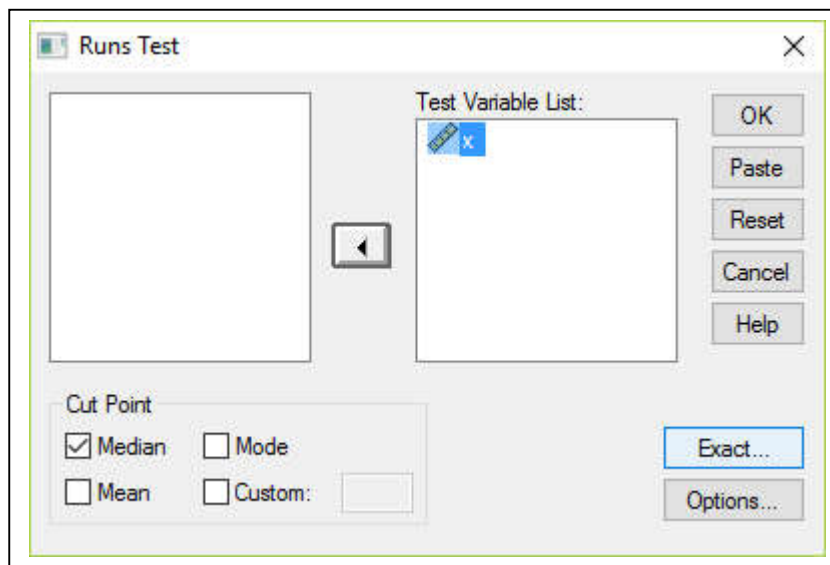 Runs Test
Test Variable List:
x
OK
Paste
Reset
Cancel
Help
Cut Point
Median
Mode
Mean
Custom:
Exact...
Options...